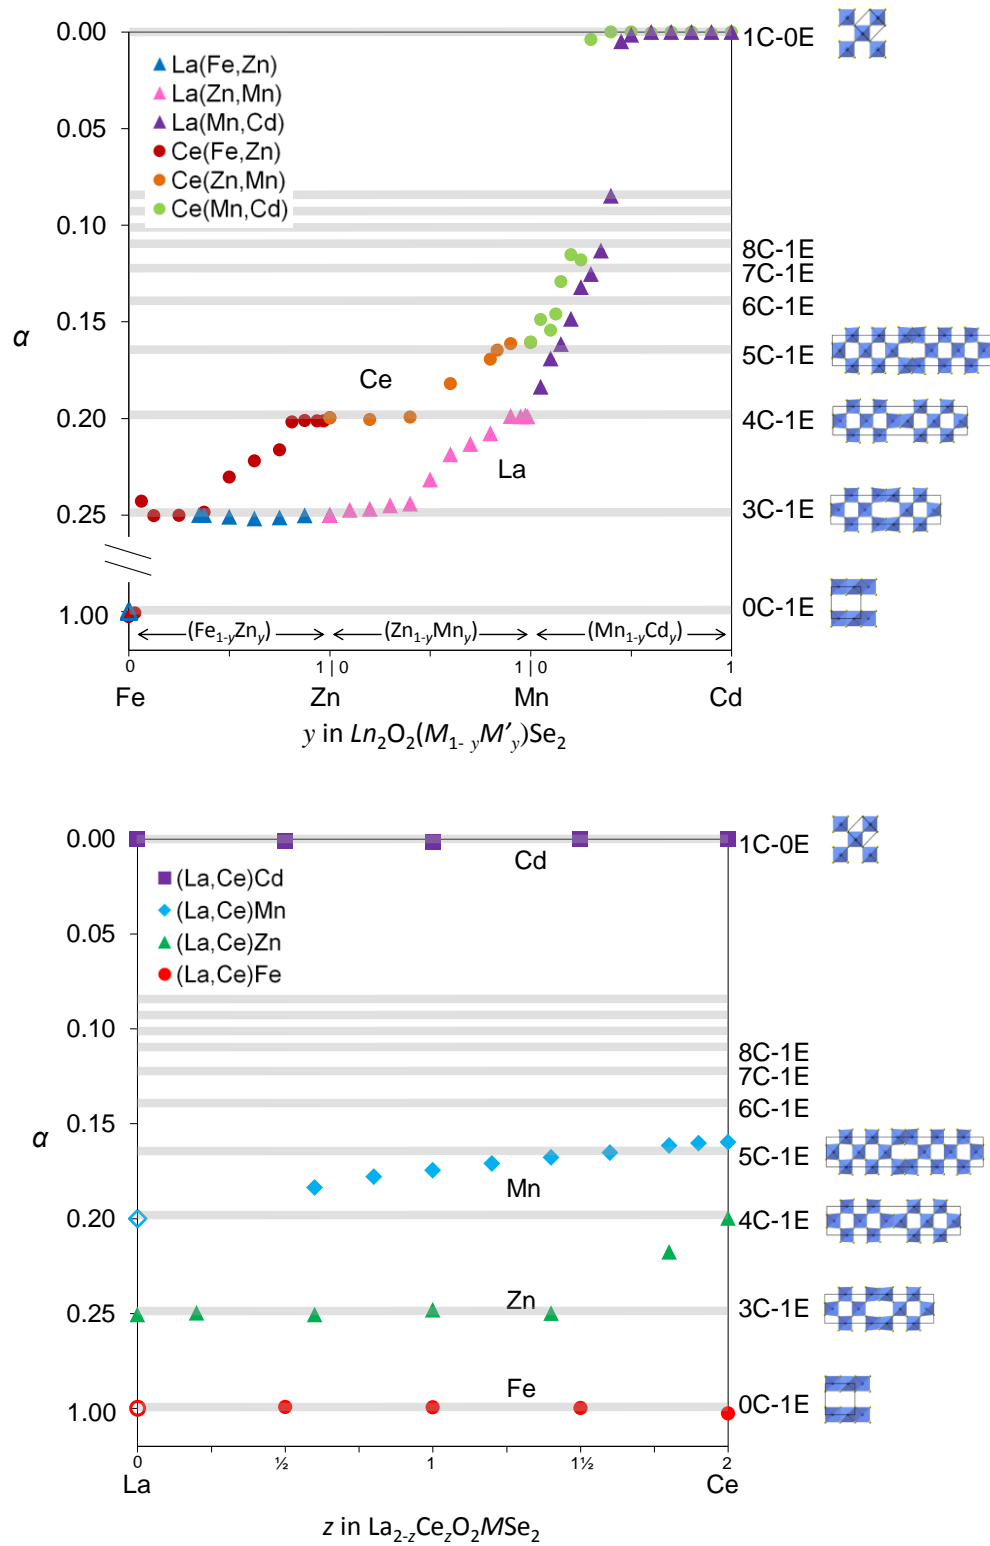 0.00
1C-0E
La(Fe,Zn)
La(Zn,Mn)
La(Mn,Cd)
Ce(Fe,Zn)
Ce(Zn,Mn)
Ce(Mn,Cd)
0.05
0.10
8C-1E
7C-1E
6C-1E
0.15
α
5C-1E
Ce
0.20
4C-1E
La
0.25
3C-1E
1.00
0C-1E
(Fe1-yZny)
(Zn1-yMny)
(Mn1-yCdy)
0 1 | 0 1 | 0 1
Fe Zn Mn Cd
y in Ln2O2(M1- yM'y)Se2
0.00
1C-0E
Cd
(La,Ce)Cd
(La,Ce)Mn
(La,Ce)Zn
(La,Ce)Fe
0.05
0.10
8C-1E
7C-1E
6C-1E
0.15
α
5C-1E
Mn
0.20
4C-1E
Zn
0.25
3C-1E
Fe
1.00
0C-1E
0 ½ 1 1½ 2
La Ce
z in La2-zCezO2MSe2